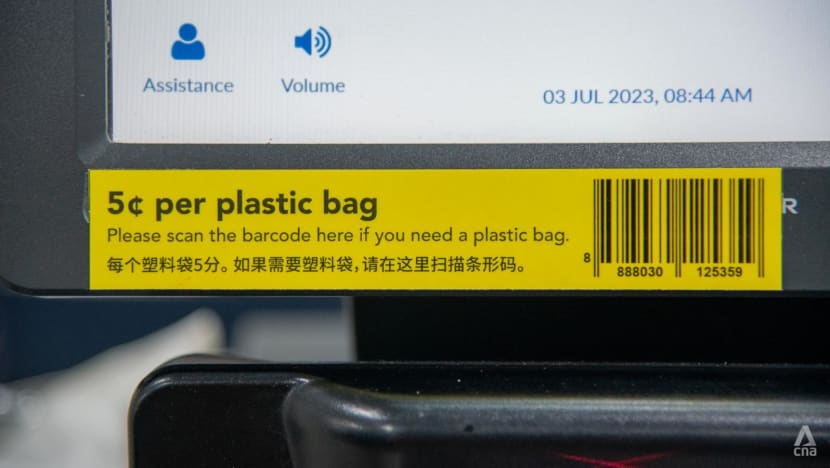 Assistance
Volume
03 JUL 2023, 08:44 AM
5¢ per plastic bag
Please scan the barcode here if you need a plastic bag.
每个塑料袋5分。如果需要塑料袋，请在这里扫描条形码。
8 888030 125359
R
cna